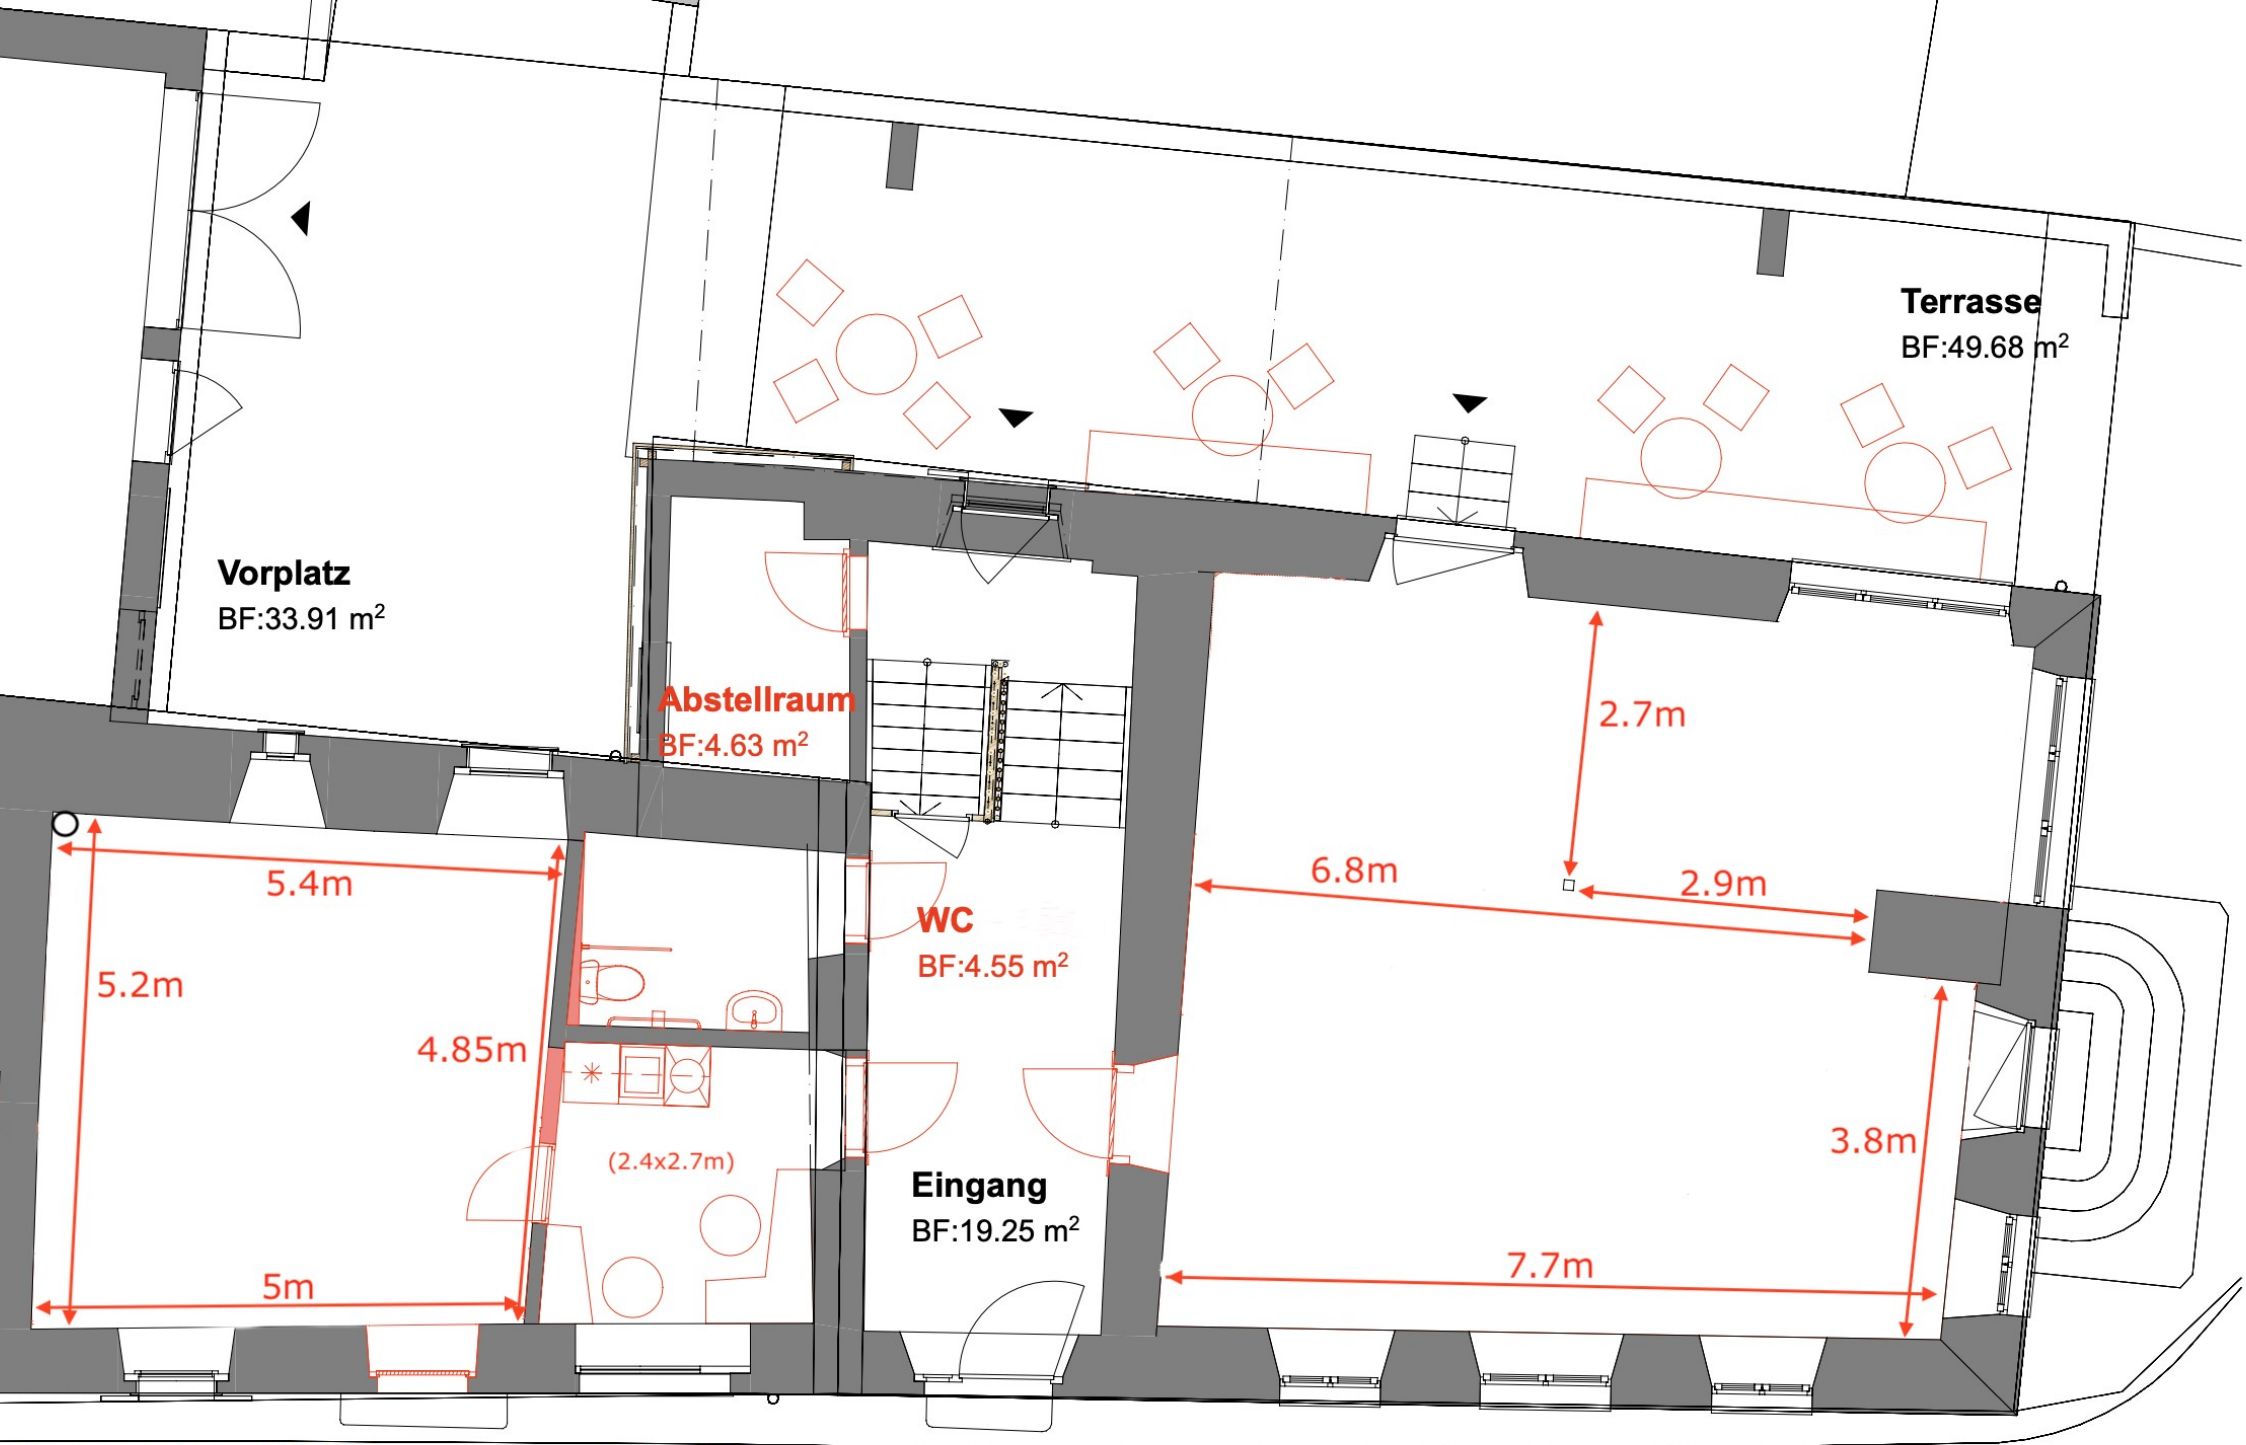 Terrasse
BF:49.68 m²
Vorplatz
BF:33.91 m²
Abstellraum
BF:4.63 m²
2.7m
6.8m
2.9m
5.4m
WC
BF:4.55 m²
5.2m
4.85m
(2.4x2.7m)
3.8m
Eingang
BF:19.25 m²
5m
7.7m